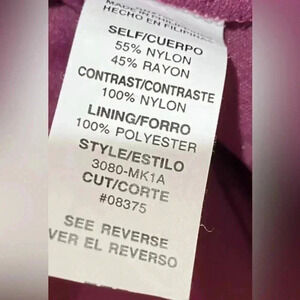 HECHO EN FILIPINAS
SELF/CUERPO
55% NYLON
45% RAYON
CONTRAST/CONTRASTE
100% NYLON
LINING/FORRO
100% POLYESTER
STYLE/ESTILO
3080-MK1A
CUT/CORTE
#08375
SEE REVERSE
VER EL REVERSO